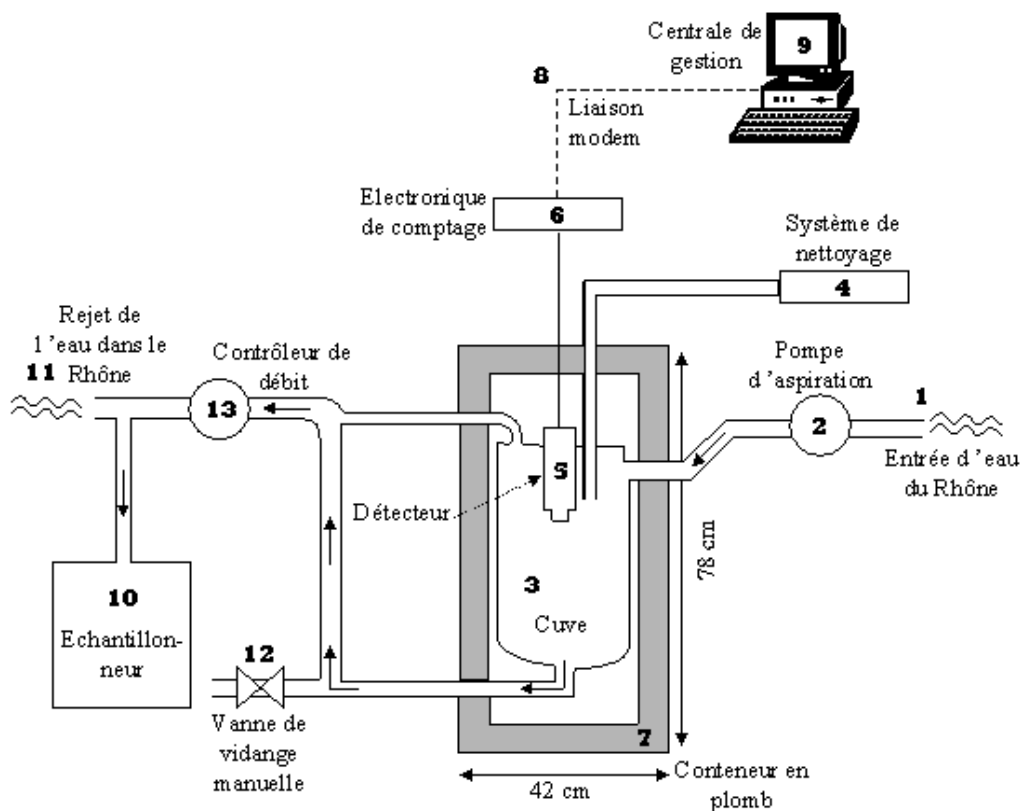 Centrale de
gestion
9
8
Liaison
modem
Electronique
de comptage
6
Système de
nettoyage
4
Rejet de
l 'eau dans le
11 Rhône
Contrôleur de
débit
13
Pompe
d 'aspiration
2
1
Entrée d 'eau
du Rhône
5
Détecteur
78 cm
3
Cuve
10
Echantillon-
neur
12
Vanne de
vidange
manuelle
7
42 cm
Conteneur en
plomb